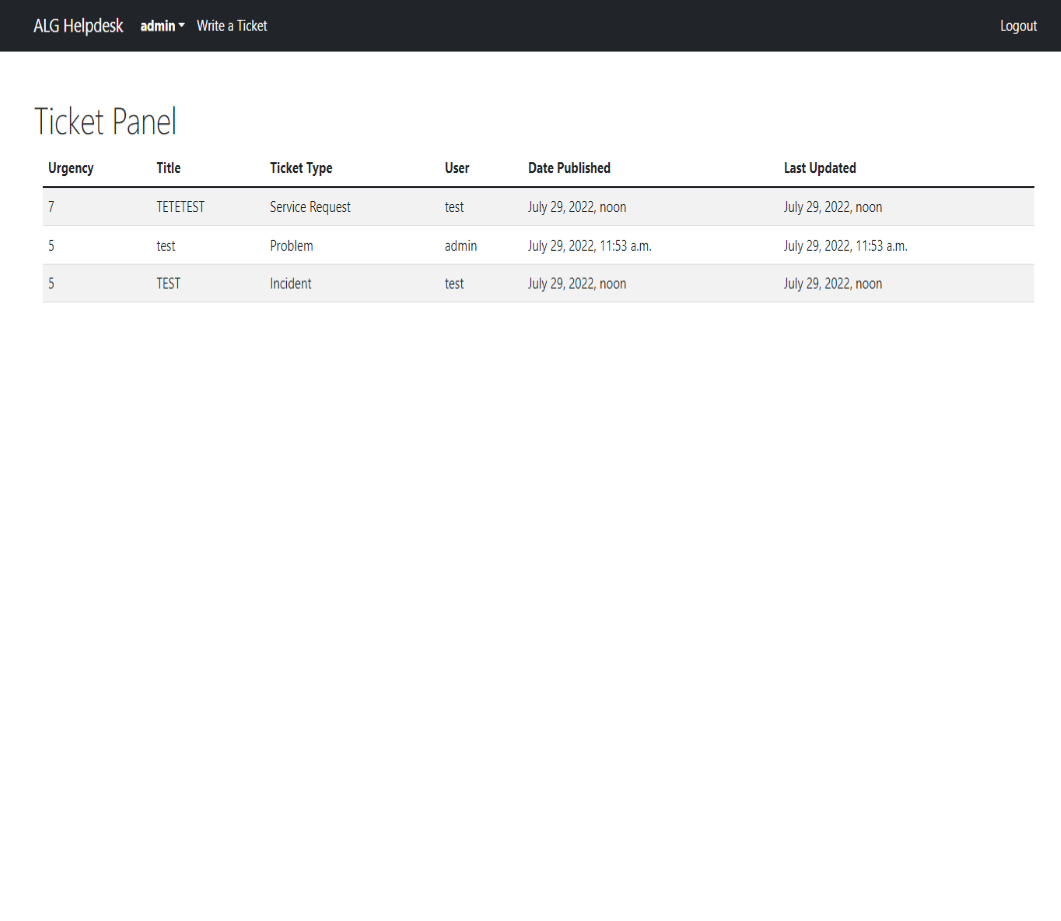 ALG Helpdesk admin Write a Ticket Logout
Ticket Panel
Urgency Title Ticket Type User Date Published Last Updated
7 TETETEST Service Request test July 29, 2022, noon July 29, 2022, noon
5 test Problem admin July 29, 2022, 11:53 a.m. July 29, 2022, 11:53 a.m.
5 TEST Incident test July 29, 2022, noon July 29, 2022, noon